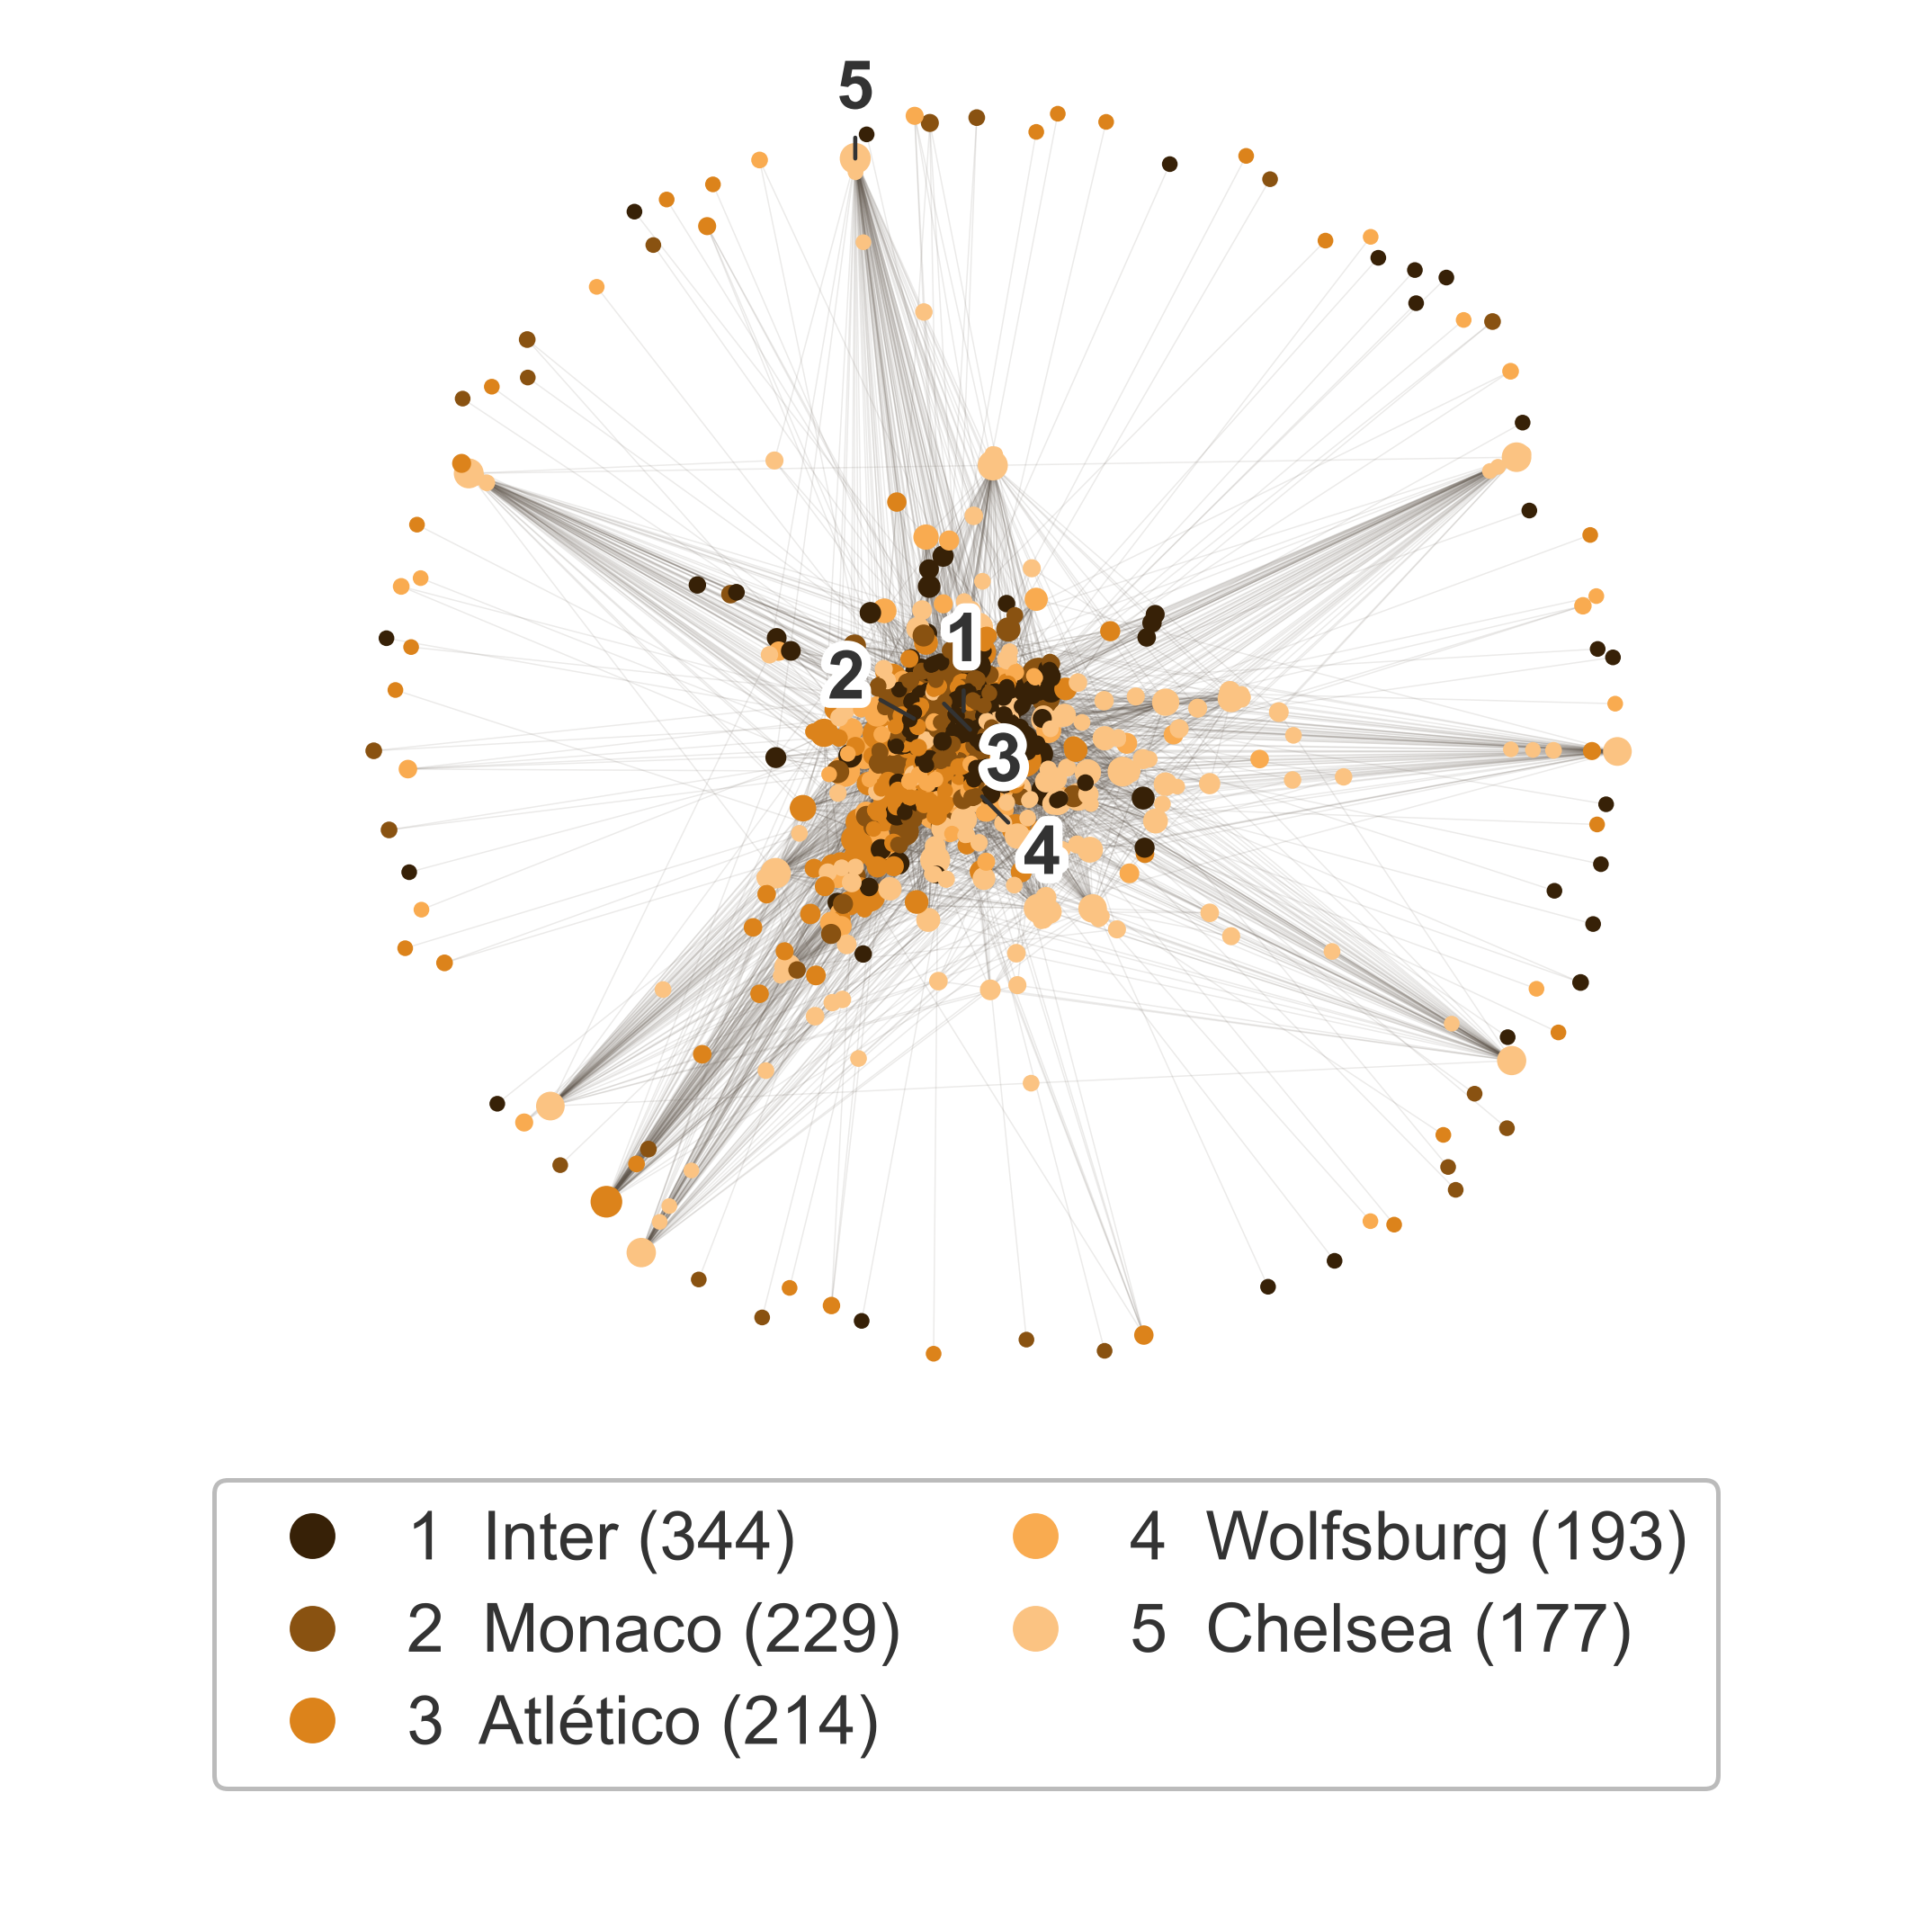 5
1
2
3
4
1 Inter (344)
2 Monaco (229)
3 Atlético (214)
4 Wolfsburg (193)
5 Chelsea (177)